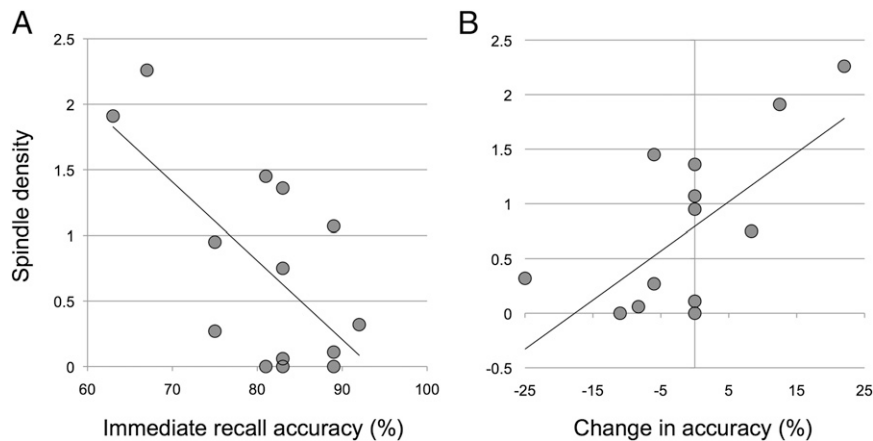 A
2.5
2
1.5
1
0.5
0
60 70 80 90 100
Spindle density
Immediate recall accuracy (%)
B
2.5
2
1.5
1
0.5
0
-0.5
-25 -15 -5 5 15 25
Change in accuracy (%)